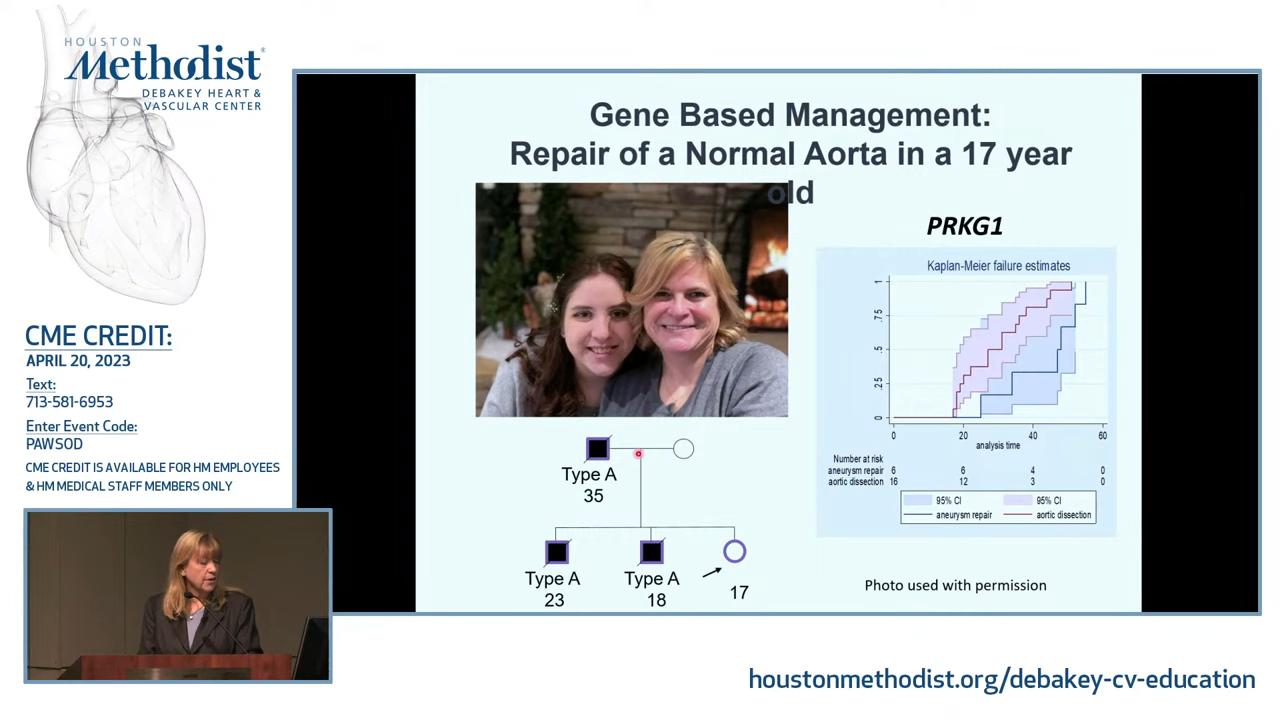 HOUSTON
Methodist®
DEBAKEY HEART &
VASCULAR CENTER
CME CREDIT:
APRIL 20, 2023
Text:
713-581-6953
Enter Event Code:
PAWSOD
CME CREDIT IS AVAILABLE FOR HM EMPLOYEES
& HM MEDICAL STAFF MEMBERS ONLY
Gene Based Management:
Repair of a Normal Aorta in a 17 year
old
PRKG1
Kaplan-Meier failure estimates
1
.75
.5
.25
0
0 20 40 60
analysis time
Number at risk
aneurysm repair 6 6 4 0
aortic dissection 16 12 3 0
95% CI 95% CI
aneurysm repair aortic dissection
Type A
35
Type A
23
Type A
18
17
Photo used with permission
houstonmethodist.org/debakey-cv-education